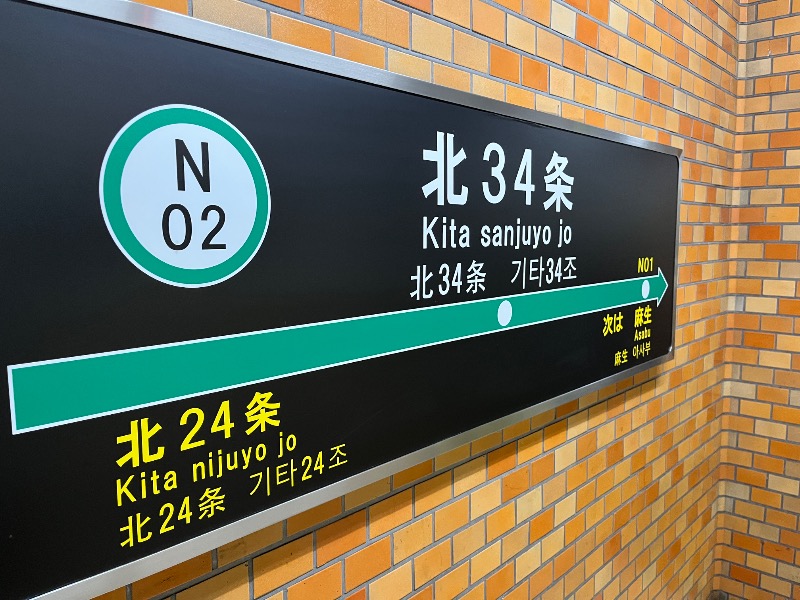 N
02
北34条
Kita sanjuyo jo
北34条 기타34조
N01
次は 麻生
Asabu
麻生 아사부
北24条
Kita nijuyo jo
北24条 기타24조